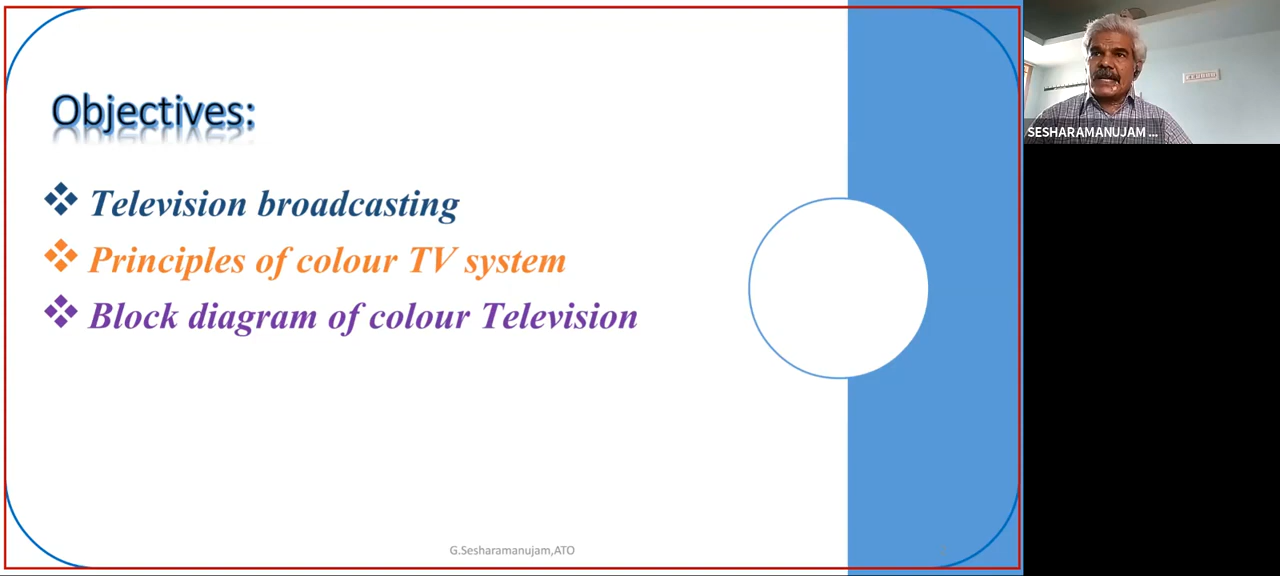 Objectives:
Television broadcasting
Principles of colour TV system
Block diagram of colour Television
G.Sesharamanujam,ATO
SESHARAMANUJAM ...